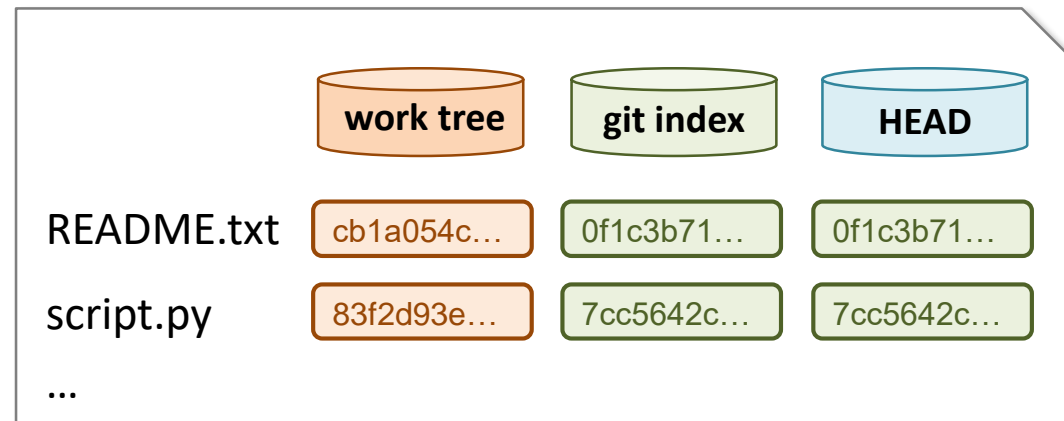 work tree git index HEAD
README.txt cb1a054c… 0f1c3b71… 0f1c3b71…
script.py 83f2d93e… 7cc5642c… 7cc5642c…
…